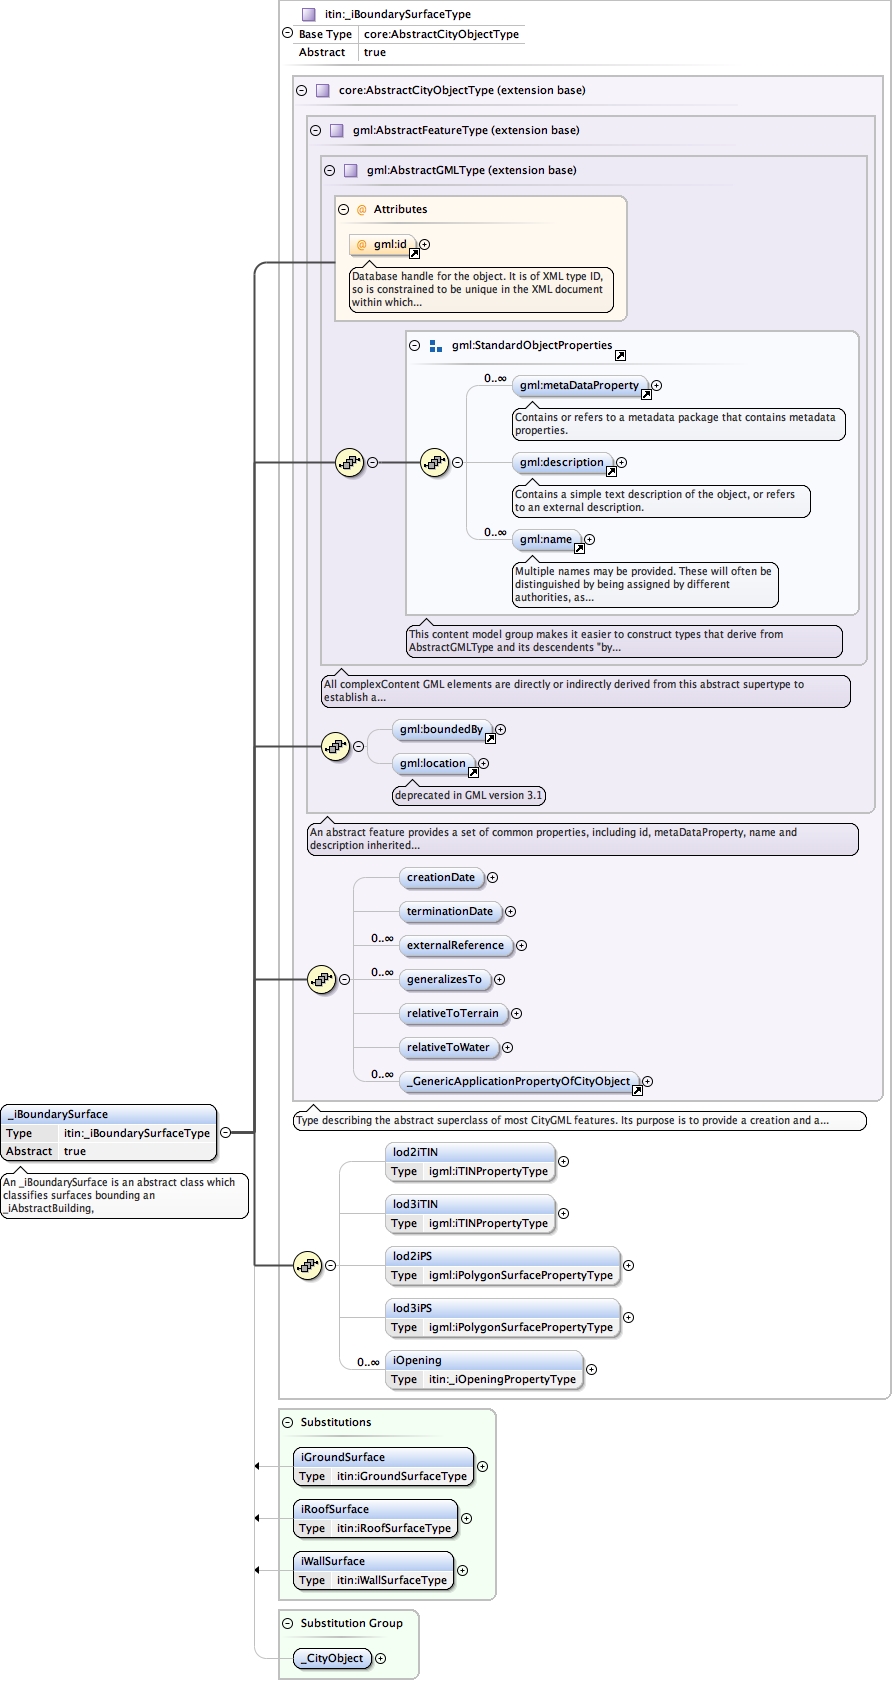 itin:_iBoundarySurfaceType
Base Type core:AbstractCityObjectType
Abstract true
core:AbstractCityObjectType (extension base)
gml:AbstractFeatureType (extension base)
gml:AbstractGMLType (extension base)
@ Attributes
@ gml:id
Database handle for the object. It is of XML type ID,
so is constrained to be unique in the XML document
within which...
gml:StandardObjectProperties
0..∞
gml:metaDataProperty
Contains or refers to a metadata package that contains metadata
properties.
gml:description
Contains a simple text description of the object, or refers
to an external description.
0..∞
gml:name
Multiple names may be provided. These will often be
distinguished by being assigned by different
authorities, as...
This content model group makes it easier to construct types that derive from
AbstractGMLType and its descendents "by...
All complexContent GML elements are directly or indirectly derived from this abstract supertype to
establish a...
gml:boundedBy
gml:location
deprecated in GML version 3.1
An abstract feature provides a set of common properties, including id, metaDataProperty, name and
description inherited...
creationDate
terminationDate
0..∞
externalReference
0..∞
generalizesTo
relativeToTerrain
relativeToWater
0..∞
_GenericApplicationPropertyOfCityObject
Type describing the abstract superclass of most CityGML features. Its purpose is to provide a creation and a...
_iBoundarySurface
Type itin:_iBoundarySurfaceType
Abstract true
An _iBoundarySurface is an abstract class which
classifies surfaces bounding an
_iAbstractBuilding,
lod2iTIN
Type igml:iTINPropertyType
lod3iTIN
Type igml:iTINPropertyType
lod2iPS
Type igml:iPolygonSurfacePropertyType
lod3iPS
Type igml:iPolygonSurfacePropertyType
0..∞
iOpening
Type itin:_iOpeningPropertyType
Substitutions
iGroundSurface
Type itin:iGroundSurfaceType
iRoofSurface
Type itin:iRoofSurfaceType
iWallSurface
Type itin:iWallSurfaceType
Substitution Group
_CityObject